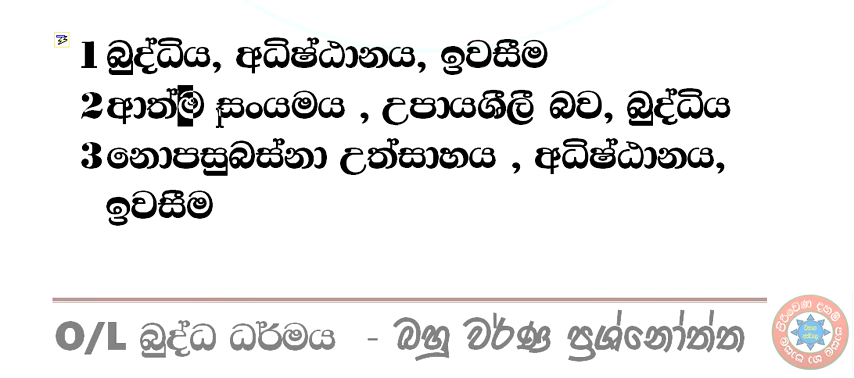 1 බුද්ධිය, අධිෂ්ඨානය, ඉවසීම
2 ආත්ම සංයමය , උපායශීලී බව, බුද්ධිය
3 නොපසුබස්නා උත්සාහය , අධිෂ්ඨානය,
ඉවසීම
O/L බුද්ධ ධර්මය - බහු වර්ණ ප්‍රශ්නෝත්ත